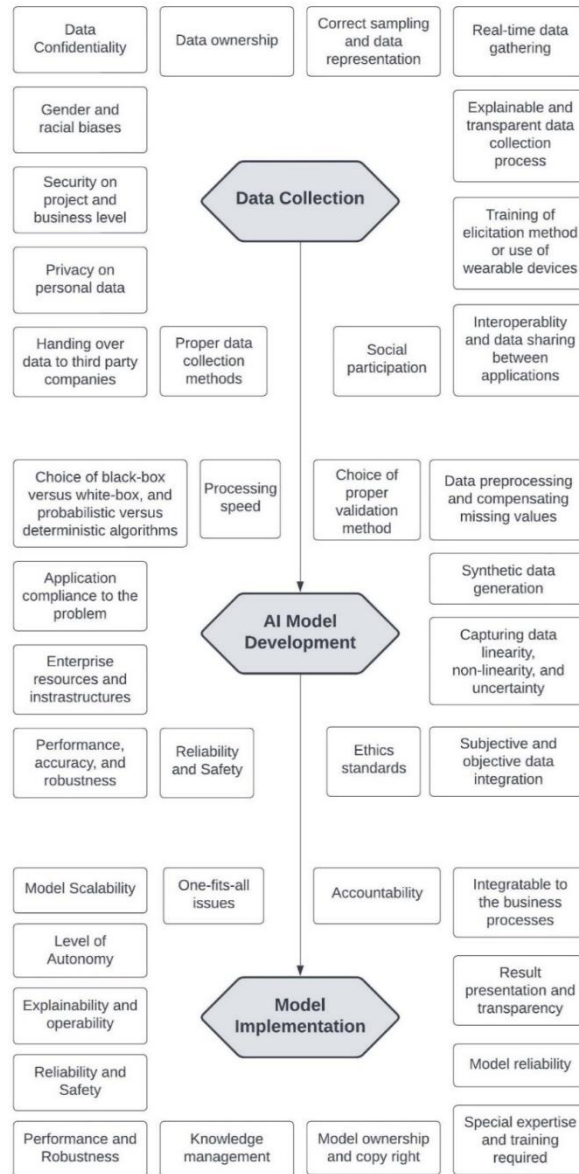 Data
Confidentiality
Data ownership
Correct sampling
and data
representation
Real-time data
gathering
Gender and
racial biases
Explainable and
transparent data
collection
process
Security on
project and
business level
Data Collection
Training of
elicitation method
or use of
wearable devices
Privacy on
personal data
Handing over
data to third party
companies
Proper data
collection
methods
Social
participation
Interoperablity
and data sharing
between
applications
Choice of black-box
versus white-box, and
probabilistic versus
deterministic algorithms
Processing
speed
Choice of
proper
validation
method
Data preprocessing
and compensating
missing values
Application
compliance to the
problem
Synthetic data
generation
AI Model
Development
Enterprise
resources and
instrastructures
Capturing data
linearity,
non-linearity, and
uncertainty
Performance,
accuracy, and
robustness
Reliability
and Safety
Ethics
standards
Subjective and
objective data
integration
Model Scalability
One-fits-all
issues
Accountability
Integratable to
the business
processes
Level of
Autonomy
Result
presentation and
transparency
Explainability and
operability
Model
Implementation
Reliability and
Safety
Model reliability
Performance and
Robustness
Knowledge
management
Model ownership
and copy right
Special expertise
and training
required